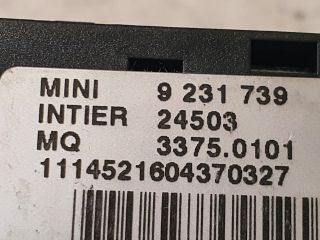 MINI 9 231 739
INTIER 24503
MQ 3375.0101
1114521604370327